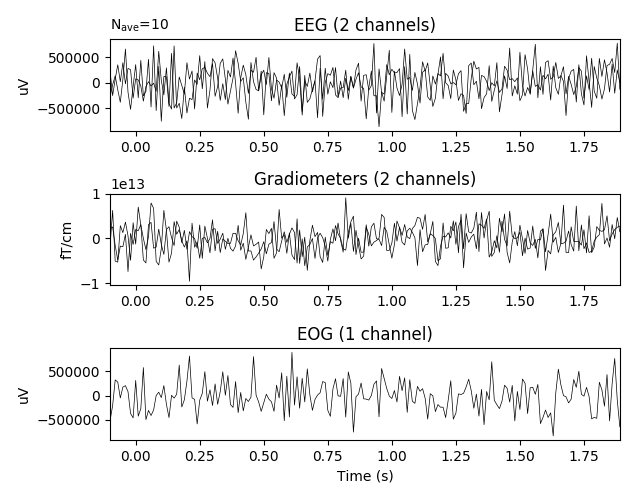 N_ave=10
EEG (2 channels)
500000
0
−500000
uV
0.00 0.25 0.50 0.75 1.00 1.25 1.50 1.75
1e13
Gradiometers (2 channels)
1
0
−1
fT/cm
0.00 0.25 0.50 0.75 1.00 1.25 1.50 1.75
EOG (1 channel)
500000
0
−500000
uV
0.00 0.25 0.50 0.75 1.00 1.25 1.50 1.75
Time (s)